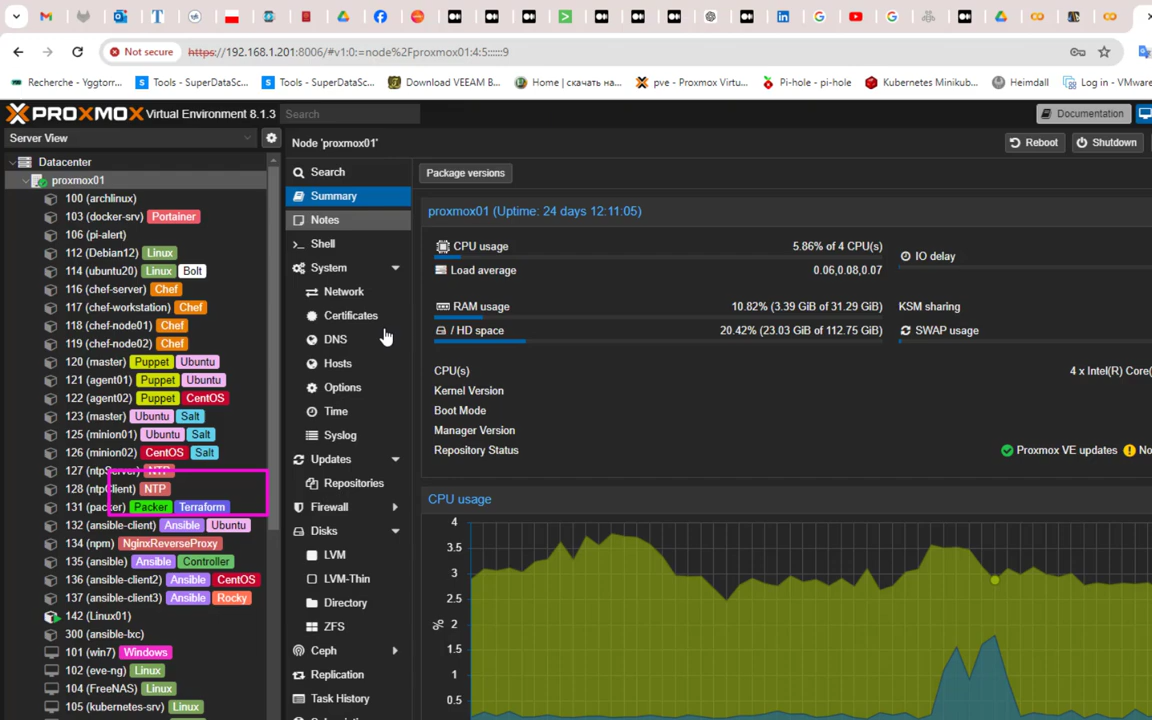 Not secure https://192.168.1.201:8006/#v1:0:=node%2Fproxmox01:4:5::::::9
Recherche - Yggtorr...
Tools - SuperDataSc...
Tools - SuperDataSc...
Download VEEAM B...
Home | скачать на...
pve - Proxmox Virtu...
Pi-hole - pi-hole
Kubernetes Minikub...
Heimdall
Log in - VMware
PROXMOX Virtual Environment 8.1.3 Search Documentation
Server View
Node 'proxmox01' Reboot Shutdown
Datacenter
proxmox01
100 (archlinux)
103 (docker-srv) Portainer
106 (pi-alert)
112 (Debian12) Linux
114 (ubuntu20) Linux Bolt
116 (chef-server) Chef
117 (chef-workstation) Chef
118 (chef-node01) Chef
119 (chef-node02) Chef
120 (master) Puppet Ubuntu
121 (agent01) Puppet Ubuntu
122 (agent02) Puppet CentOS
123 (master) Ubuntu Salt
125 (minion01) Ubuntu Salt
126 (minion02) CentOS Salt
127 (ntpServer) NTP
128 (ntpClient) NTP
131 (packer) Packer Terraform
132 (ansible-client) Ansible Ubuntu
134 (npm) NginxReverseProxy
135 (ansible) Ansible Controller
136 (ansible-client2) Ansible CentOS
137 (ansible-client3) Ansible Rocky
142 (Linux01)
300 (ansible-lxc)
101 (win7) Windows
102 (eve-ng) Linux
104 (FreeNAS) Linux
105 (kubernetes-srv) Linux
Search
Summary
Notes
Shell
System
Network
Certificates
DNS
Hosts
Options
Time
Syslog
Updates
Repositories
Firewall
Disks
LVM
LVM-Thin
Directory
ZFS
Ceph
Replication
Task History
Package versions
proxmox01 (Uptime: 24 days 12:11:05)
CPU usage 5.86% of 4 CPU(s) IO delay
Load average 0.06,0.08,0.07
RAM usage 10.82% (3.39 GiB of 31.29 GiB) KSM sharing
/ HD space 20.42% (23.03 GiB of 112.75 GiB) SWAP usage
CPU(s) 4 x Intel(R) Core(
Kernel Version
Boot Mode
Manager Version
Repository Status Proxmox VE updates No
CPU usage
4
3.5
3
2.5
2
1.5
1
0.5
%